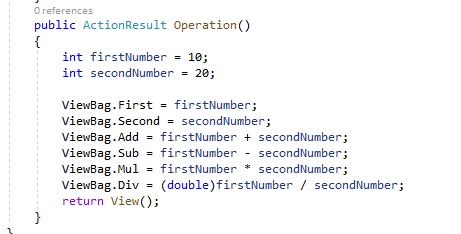 0 references
public ActionResult Operation()
{
int firstNumber = 10;
int secondNumber = 20;
ViewBag.First = firstNumber;
ViewBag.Second = secondNumber;
ViewBag.Add = firstNumber + secondNumber;
ViewBag.Sub = firstNumber - secondNumber;
ViewBag.Mul = firstNumber * secondNumber;
ViewBag.Div = (double)firstNumber / secondNumber;
return View();
}
}